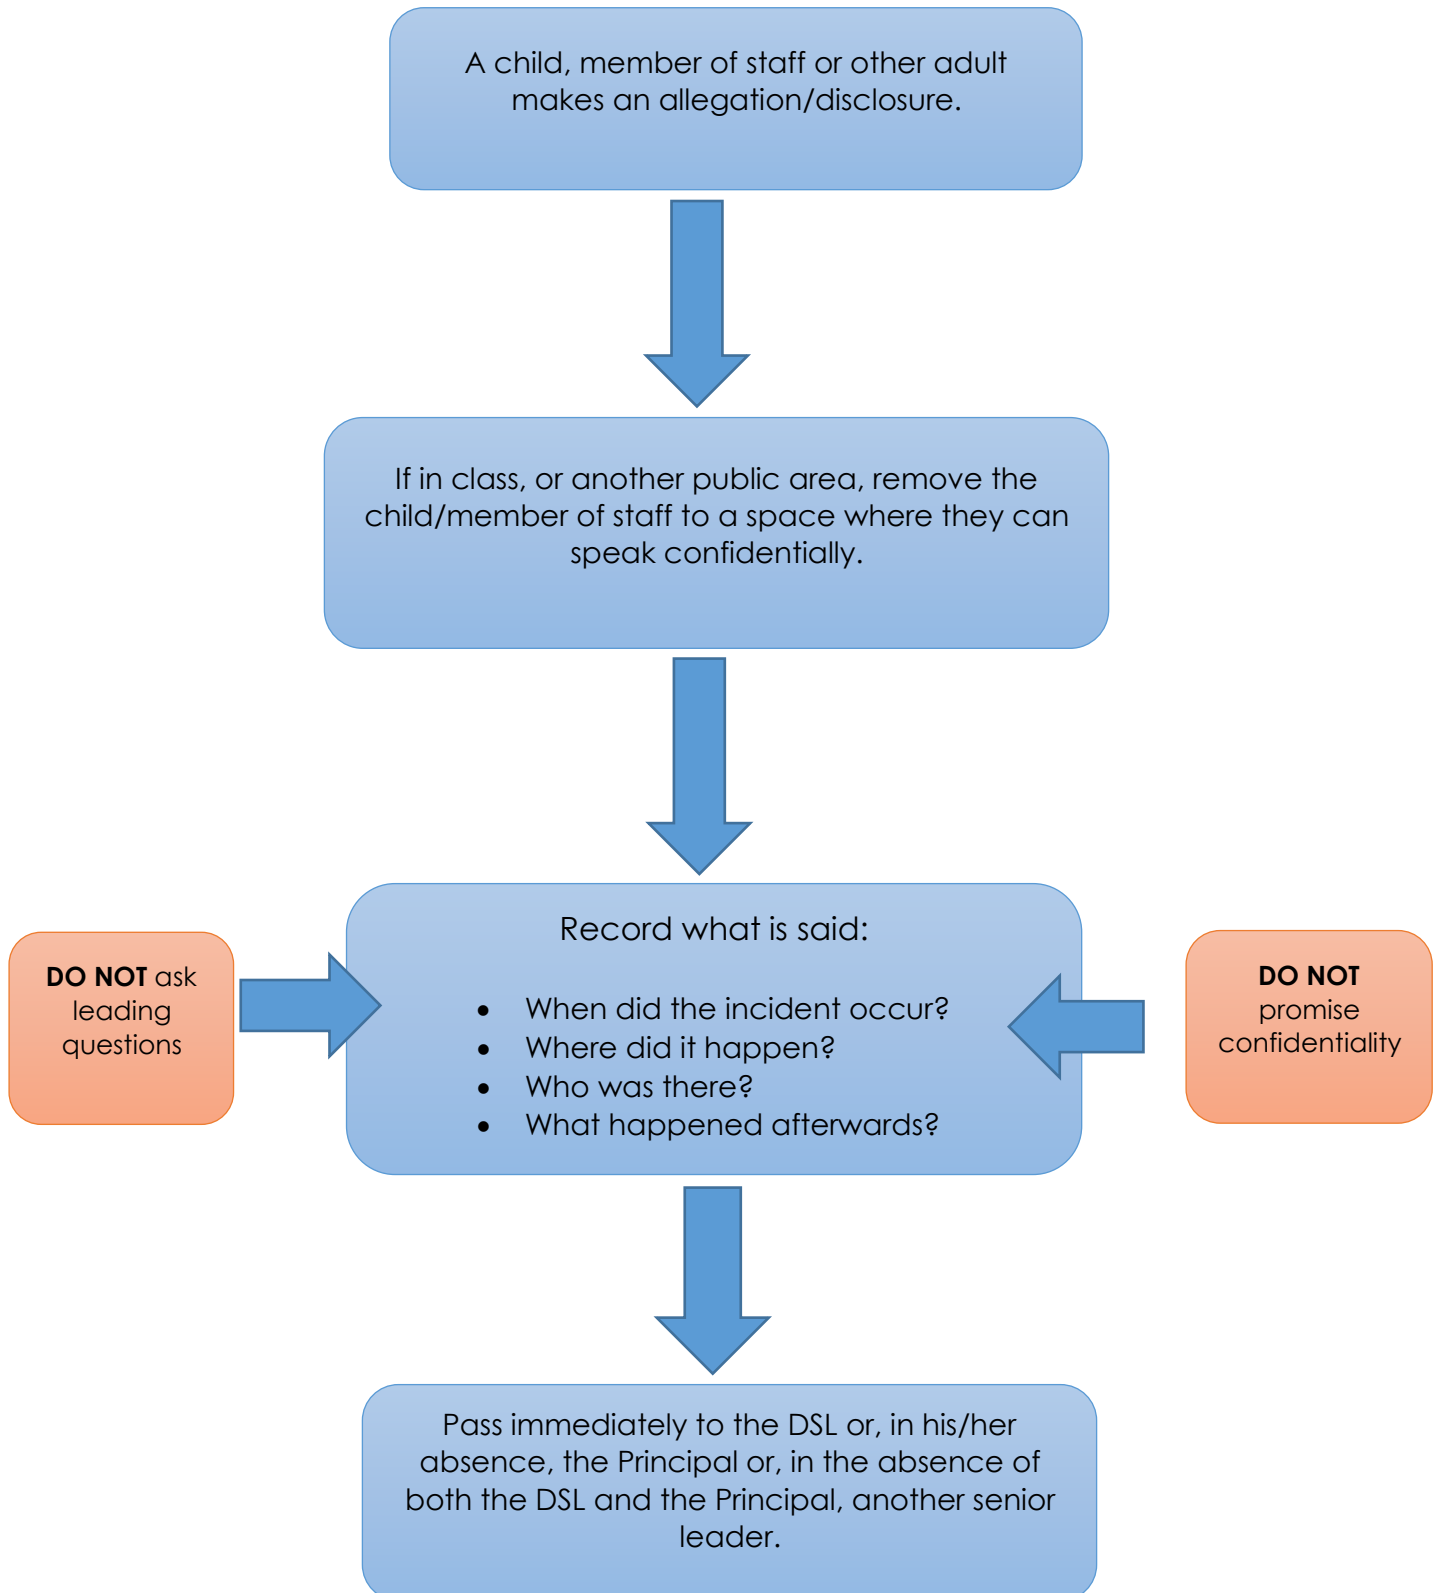 A child, member of staff or other adult
makes an allegation/disclosure.
If in class, or another public area, remove the
child/member of staff to a space where they can
speak confidentially.
DO NOT ask
leading
questions
Record what is said:
• When did the incident occur?
• Where did it happen?
• Who was there?
• What happened afterwards?
DO NOT
promise
confidentiality
Pass immediately to the DSL or, in his/her
absence, the Principal or, in the absence of
both the DSL and the Principal, another senior
leader.